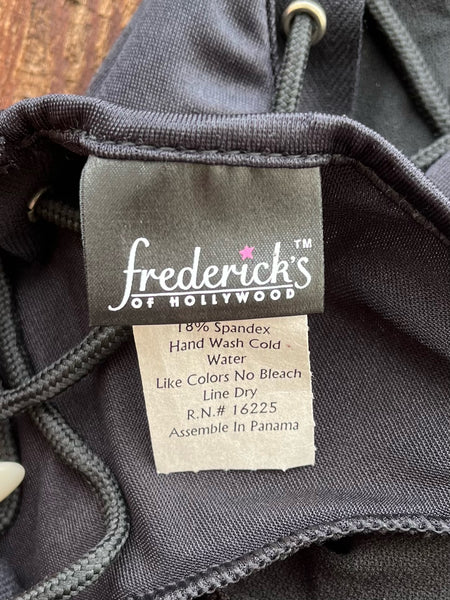 frederick's™
OF HOLLYWOOD
18% Spandex
Hand Wash Cold
Water
Like Colors No Bleach
Line Dry
R.N.# 16225
Assemble In Panama